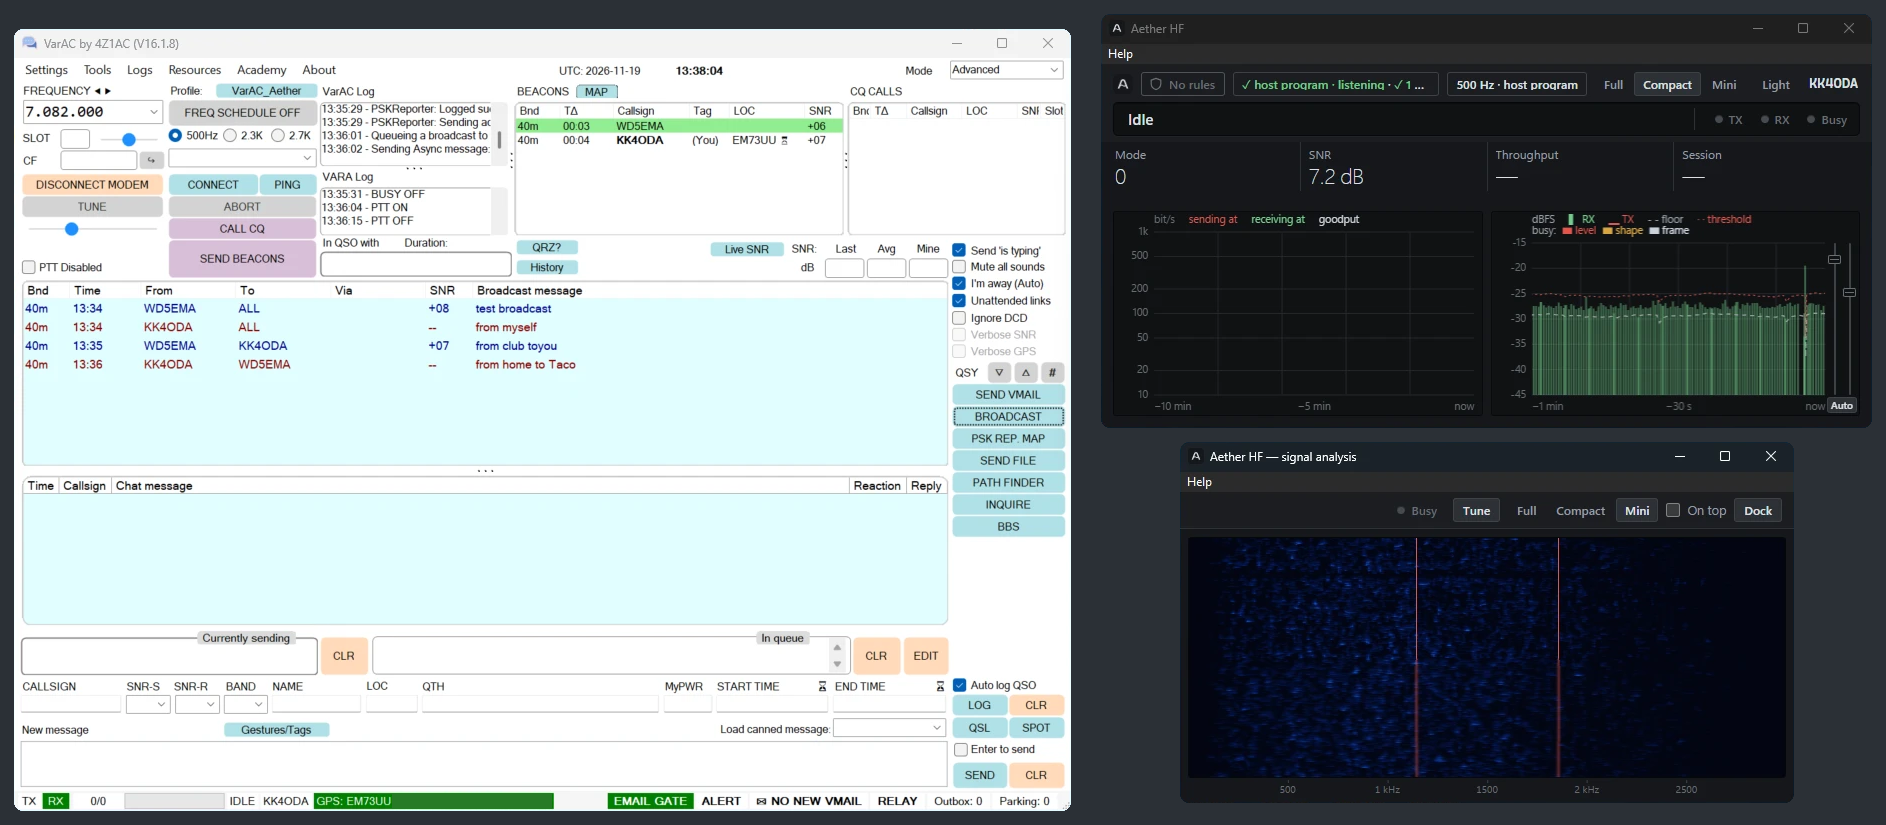 VarAC by 4Z1AC (V16.1.8)
Settings Tools Logs Resources Academy About
UTC: 2026-11-19 13:38:04 Mode Advanced
FREQUENCY
7.082.000
SLOT
CF
DISCONNECT MODEM
TUNE
PTT Disabled
Profile: VarAC_Aether
FREQ SCHEDULE OFF
500Hz 2.3K 2.7K
CONNECT PING
ABORT
CALL CQ
SEND BEACONS
VarAC Log
13:35:29 - PSKReporter: Logged
13:35:29 - PSKReporter: Sending
13:36:01 - Queueing a broadcast to
13:36:02 - Sending Async message:
VARA Log
13:35:31 - BUSY OFF
13:36:04 - PTT ON
13:36:15 - PTT OFF
In QSO with Duration:
BEACONS MAP
Bnd TΔ Callsign Tag LOC SNR
40m 00:03 WD5EMA +06
40m 00:04 KK4ODA (You) EM73UU +07
CQ CALLS
TΔ Callsign LOC Slot
QRZ?
History
Live SNR SNR: Last Avg Mine
dB
Bnd Time From To Via SNR Broadcast message
40m 13:34 WD5EMA ALL +08 test broadcast
40m 13:34 KK4ODA ALL -- from myself
40m 13:35 WD5EMA KK4ODA +07 from club toyou
40m 13:36 KK4ODA WD5EMA -- from home to Taco
Send 'is typing'
Mute all sounds
I'm away (Auto)
Unattended links
Ignore DCD
Verbose SNR
Verbose GPS
QSY #
SEND VMAIL
BROADCAST
PSK REP. MAP
SEND FILE
PATH FINDER
INQUIRE
BBS
Time Callsign Chat message Reaction Reply
Currently sending
CLR
In queue
CLR EDIT
CALLSIGN SNR-S SNR-R BAND NAME LOC QTH MyPWR START TIME END TIME
Auto log QSO
LOG CLR
QSL SPOT
New message Gestures/Tags Load canned message:
Enter to send
SEND CLR
TX RX 0/0 IDLE KK4ODA GPS: EM73UU EMAIL GATE ALERT NO NEW VMAIL RELAY Outbox: 0 Parking: 0
A Aether HF
Help
A No rules ✓ host program · listening · ✓ 1 ... 500 Hz · host program Full Compact Mini Light KK4ODA
Idle TX RX Busy
Mode SNR Throughput Session
0 7.2 dB — —
bit/s sending at receiving at goodput
1k
500
200
100
50
20
10
−10 min −5 min now
dBFS RX TX floor threshold
busy: level shape frame
-15
-20
-25
-30
-35
-40
-45
−1 min −30 s now Auto
A Aether HF — signal analysis
Help
Busy Tune Full Compact Mini On top Dock
500 1 kHz 1500 2 kHz 2500